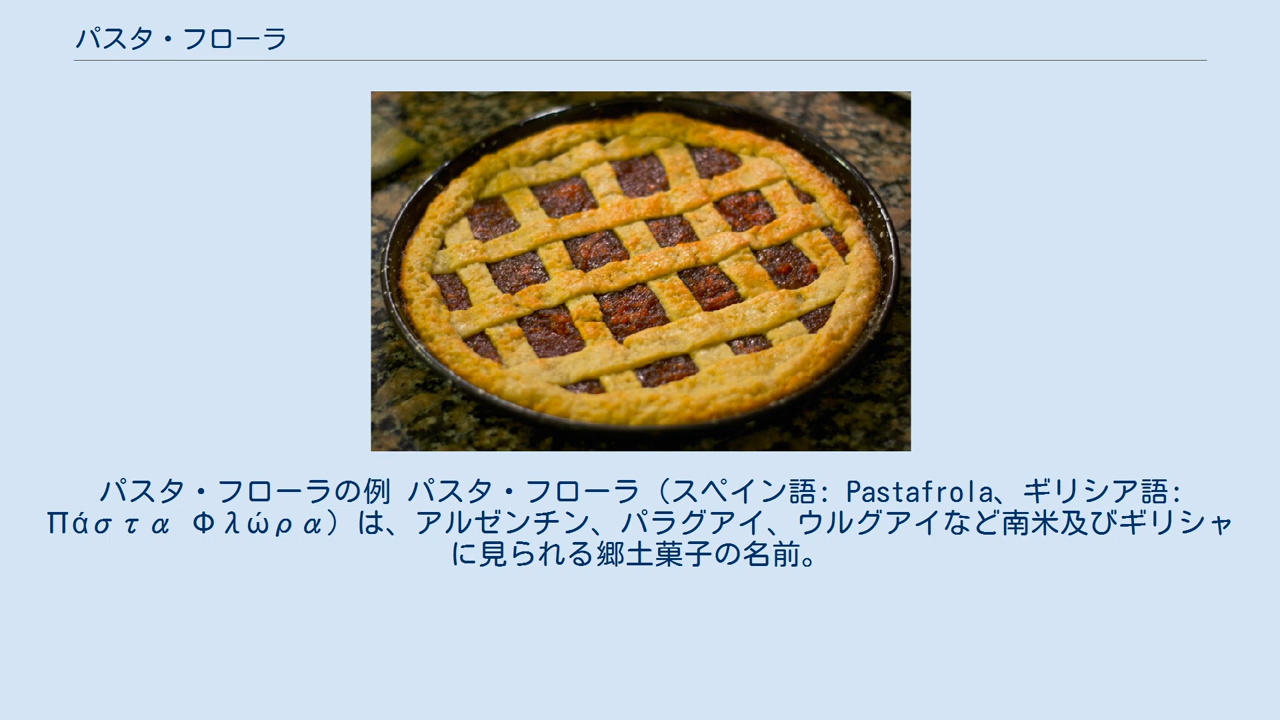 パスタ・フローラ
パスタ・フローラの例 パスタ・フローラ（スペイン語: Pastafrola、ギリシア語:
Πάστα Φλώρα）は、アルゼンチン、パラグアイ、ウルグアイなど南米及びギリシャ
に見られる郷土菓子の名前。